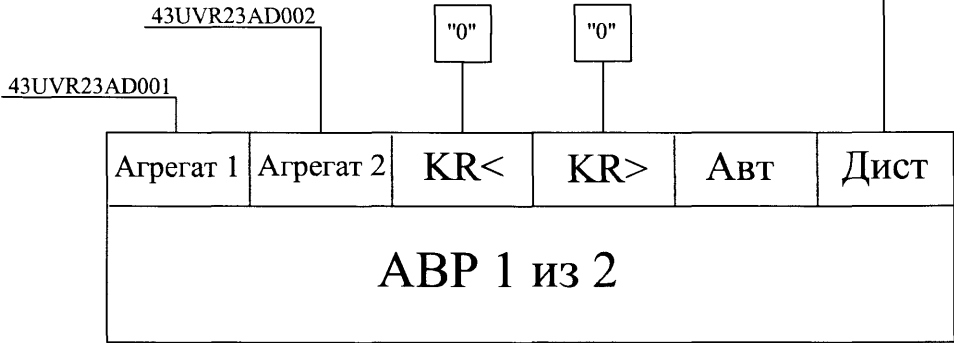 43UVR23AD002
"0" "0"
43UVR23AD001
Агрегат 1 Агрегат 2 KR< KR> Авт Дист
АВР 1 из 2